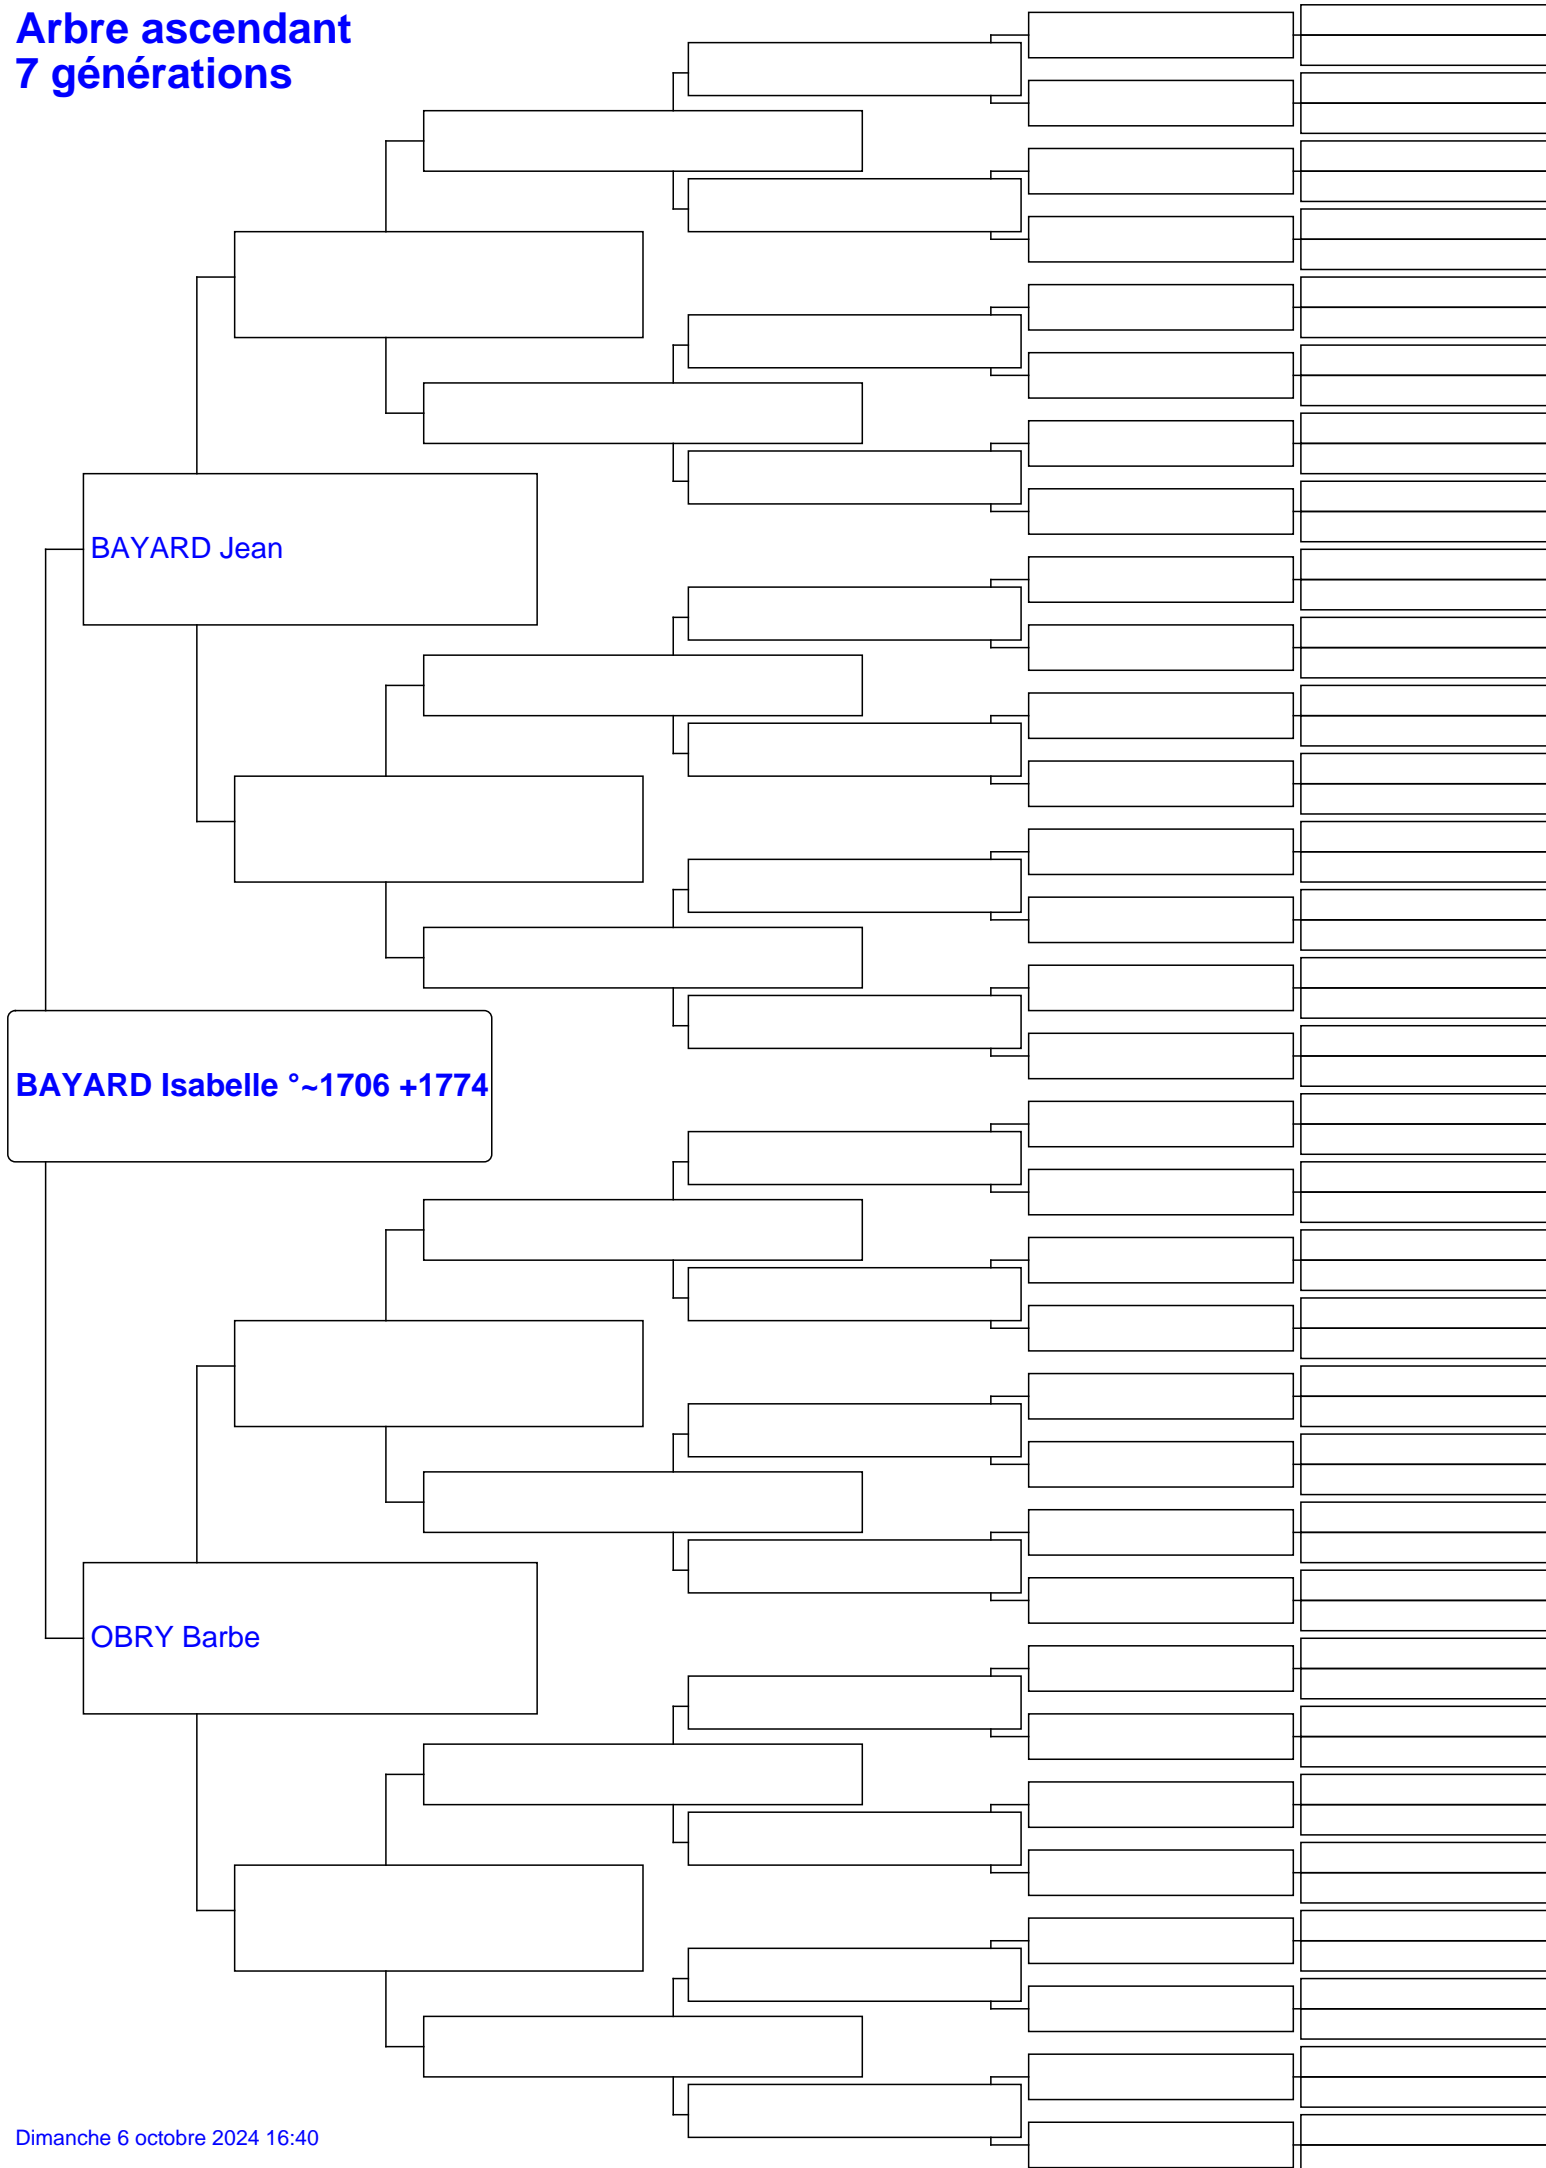 Arbre ascendant
7 générations
BAYARD Jean
BAYARD Isabelle °~1706 +1774
OBRY Barbe
Dimanche 6 octobre 2024 16:40